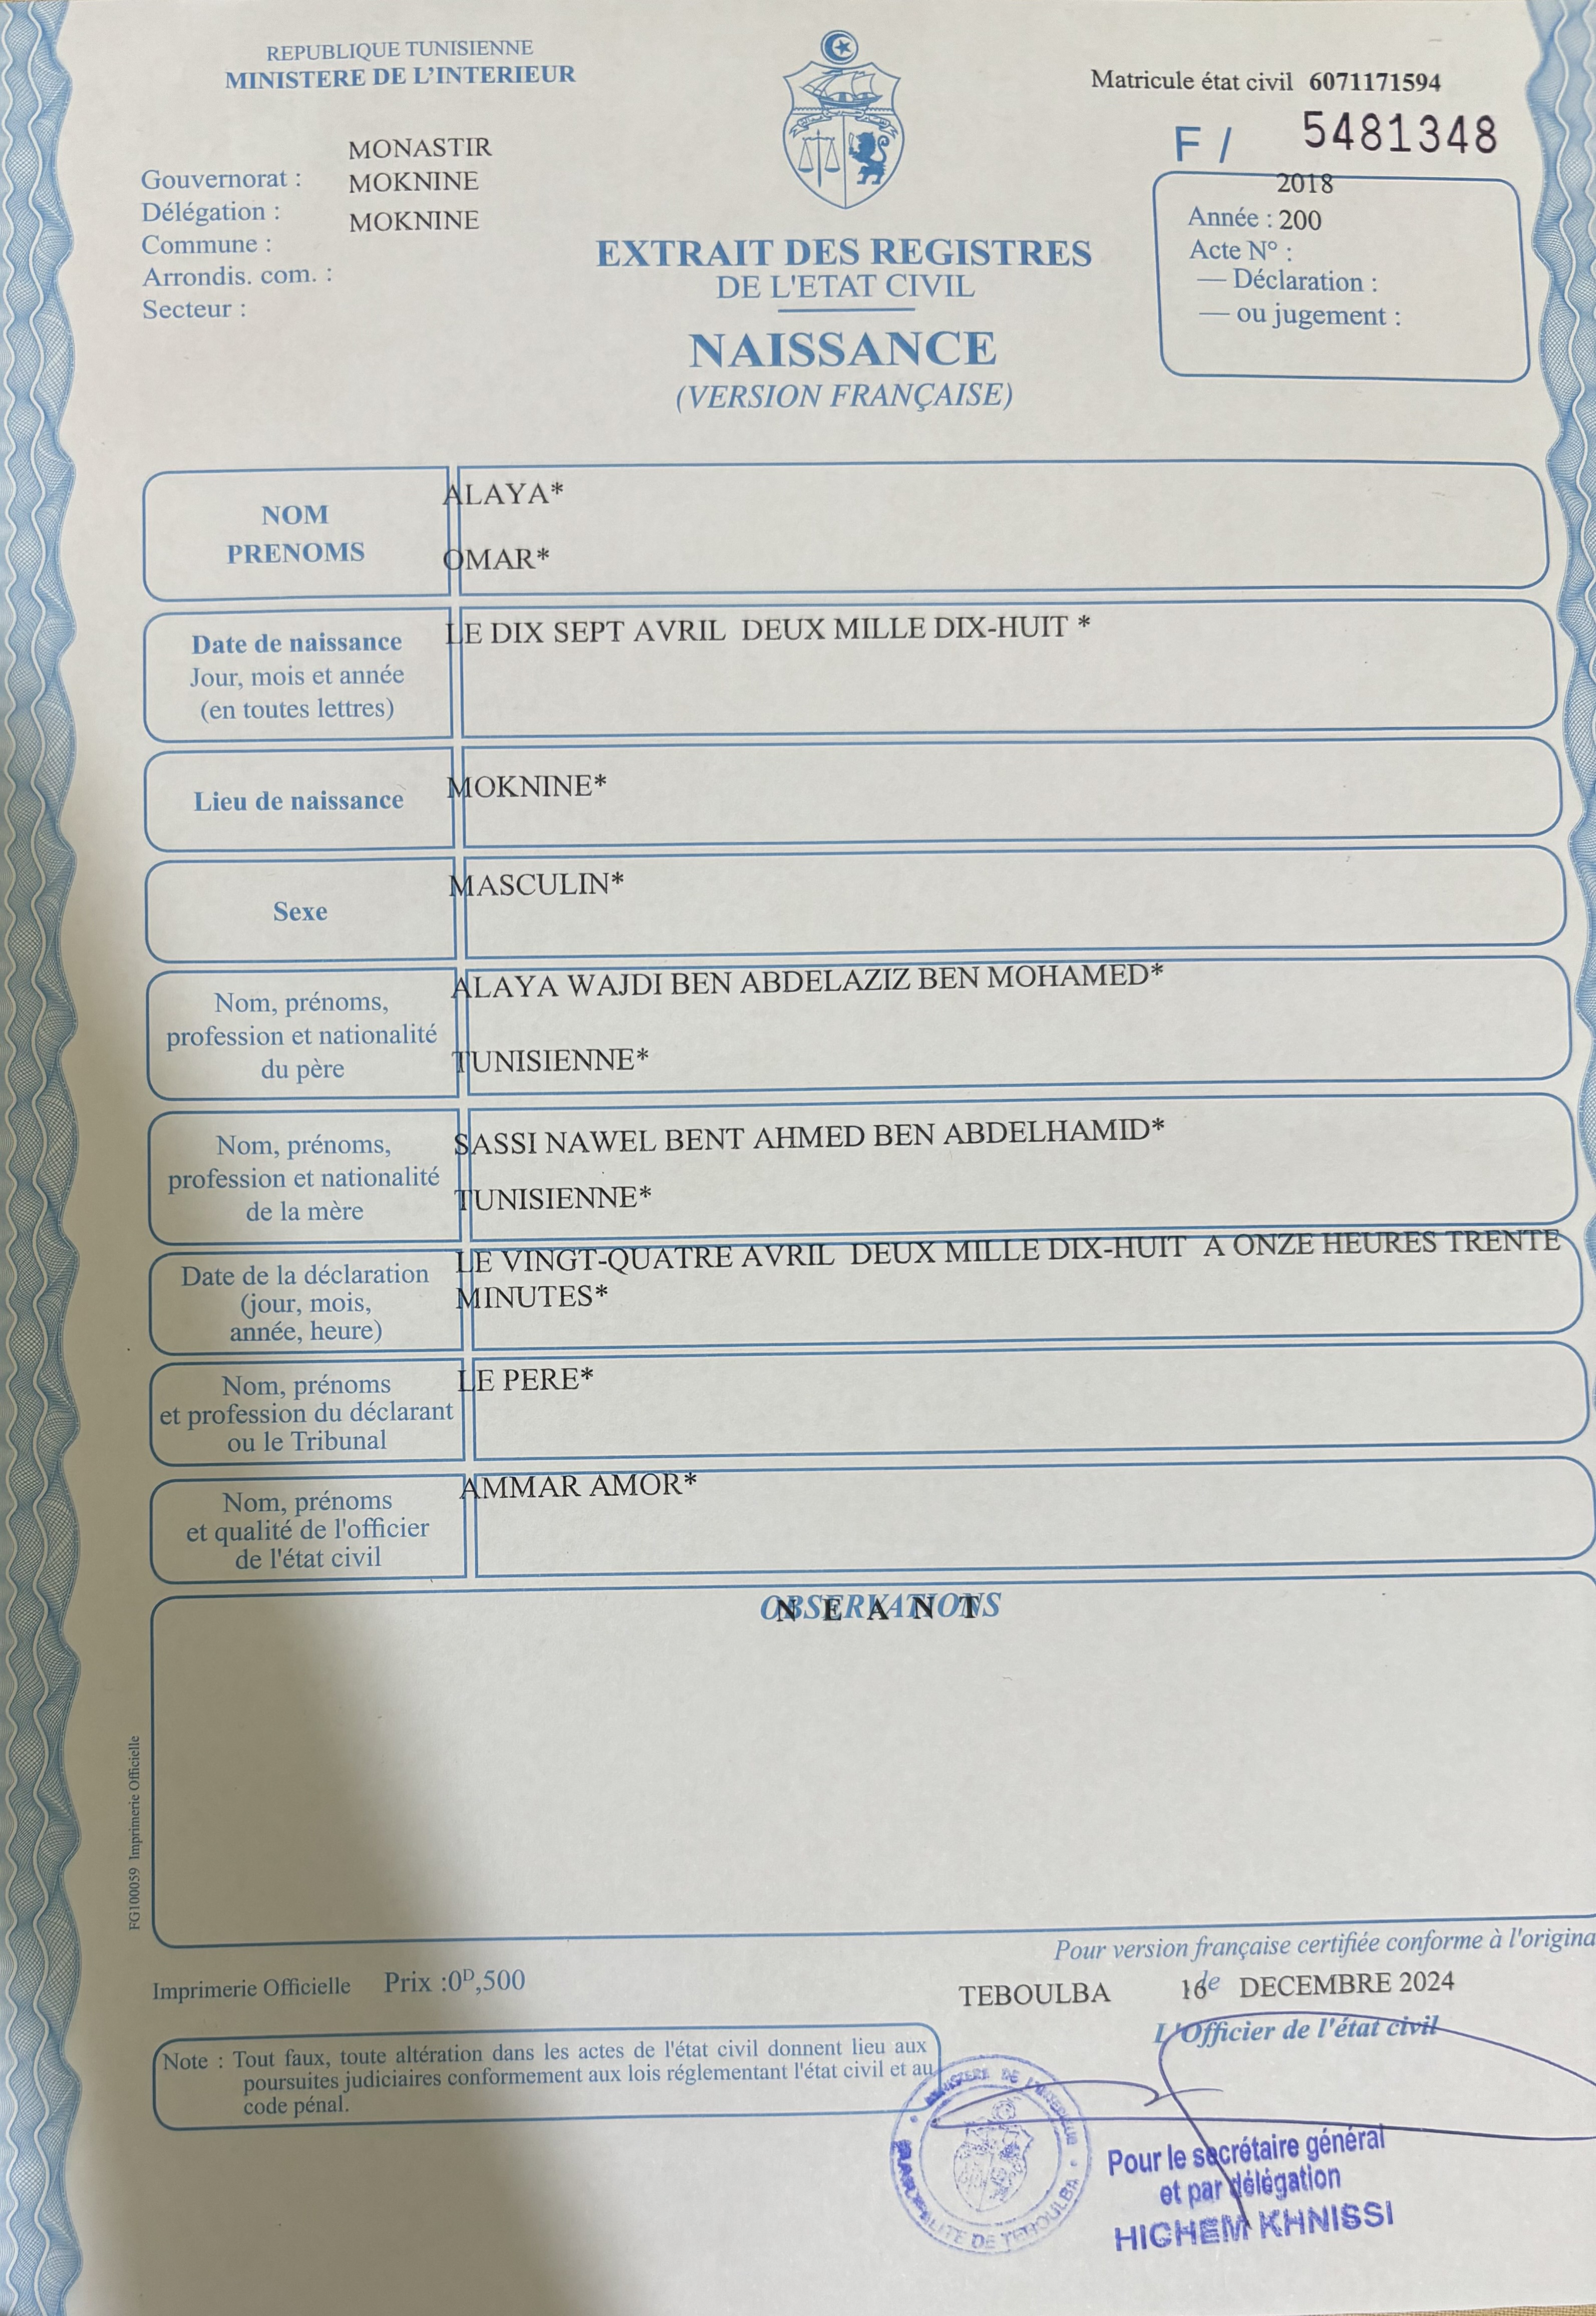 REPUBLIQUE TUNISIENNE
MINISTERE DE L'INTERIEUR
Matricule état civil 6071171594
F / 5481348
MONASTIR
Gouvernorat : MOKNINE
Délégation :
MOKNINE
Commune :
Arrondis. com. :
Secteur :
2018
Année : 200
Acte N° :
— Déclaration :
— ou jugement :
EXTRAIT DES REGISTRES
DE L'ETAT CIVIL
NAISSANCE
(VERSION FRANÇAISE)
NOM
PRENOMS
ALAYA*
OMAR*
Date de naissance
Jour, mois et année
(en toutes lettres)
LE DIX SEPT AVRIL DEUX MILLE DIX-HUIT *
Lieu de naissance
MOKNINE*
Sexe
MASCULIN*
Nom, prénoms,
profession et nationalité
du père
ALAYA WAJDI BEN ABDELAZIZ BEN MOHAMED*
TUNISIENNE*
Nom, prénoms,
profession et nationalité
de la mère
SASSI NAWEL BENT AHMED BEN ABDELHAMID*
TUNISIENNE*
Date de la déclaration
(jour, mois,
année, heure)
LE VINGT-QUATRE AVRIL DEUX MILLE DIX-HUIT A ONZE HEURES TRENTE
MINUTES*
Nom, prénoms
et profession du déclarant
ou le Tribunal
LE PERE*
Nom, prénoms
et qualité de l'officier
de l'état civil
AMMAR AMOR*
OBSERVATIONS
N E A N T
FG100059 Imprimerie Officielle
Pour version française certifiée conforme à l'origina
Imprimerie Officielle Prix :0D,500
TEBOULBA 16 de DECEMBRE 2024
L'Officier de l'état civil
Note : Tout faux, toute altération dans les actes de l'état civil donnent lieu aux
poursuites judiciaires conformement aux lois réglementant l'état civil et au
code pénal.
MINISTERE DE L'INTERIEUR
DE TEBOULBA
Pour le secrétaire général
et par délégation
HICHEM KHNISSI